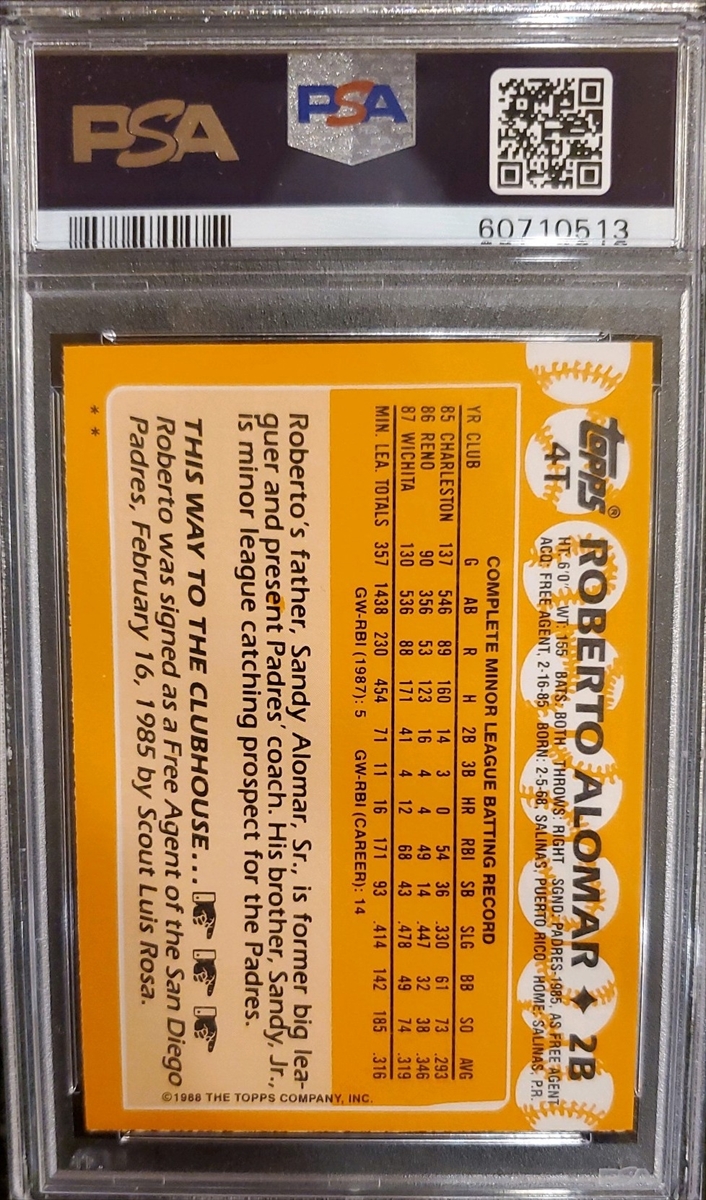 PSA
PSA
60710513
topps®
4T
ROBERTO ALOMAR ♦ 2B
HT: 6'0" WT: 155 BATS: BOTH THROWS: RIGHT SGND: PADRES-1985, AS FREE AGENT
ACQ: FREE AGENT, 2-16-85 BORN: 2-5-68, SALINAS, PUERTO RICO HOME: SALINAS, P.R.
COMPLETE MINOR LEAGUE BATTING RECORD
YR CLUB G AB R H 2B 3B HR RBI SB SLG BB SO AVG
85 CHARLESTON 137 546 89 160 14 3 0 54 36 .330 61 73 .293
86 RENO 90 356 53 123 16 4 4 49 14 .447 32 38 .346
87 WICHITA 130 536 88 171 41 4 12 68 43 .478 49 74 .319
MIN. LEA. TOTALS 357 1438 230 454 71 11 16 171 93 .414 142 185 .316
GW-RBI (1987): 5 GW-RBI (CAREER): 14
Roberto's father, Sandy Alomar, Sr., is former big lea-
guer and present Padres' coach. His brother, Sandy, Jr.,
is minor league catching prospect for the Padres.
THIS WAY TO THE CLUBHOUSE...
Roberto was signed as a Free Agent of the San Diego
Padres, February 16, 1985 by Scout Luis Rosa.
©1988 THE TOPPS COMPANY, INC.
* *
PSA